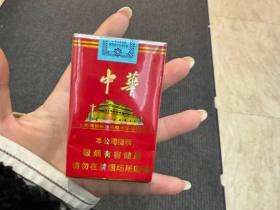 中華
本公司提示
吸烟有害健康
请勿在禁烟场所吸烟